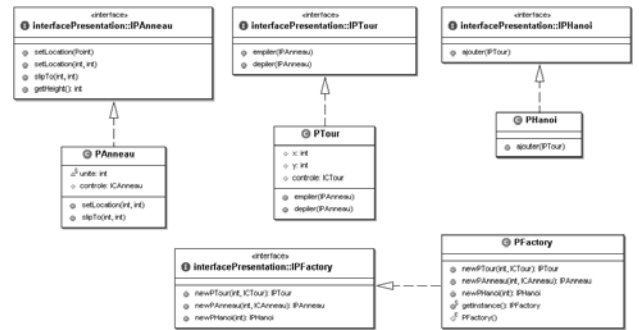 «interface»
interfacePresentation::IPAnneau
setLocation(Point)
setLocation(int, int)
slipTo(int, int)
getHeight(): int
«interface»
interfacePresentation::IPTour
empiler(IPAnneau)
depiler(IPAnneau)
«interface»
interfacePresentation::IPHanoi
ajouter(IPTour)
PAnneau
unite: int
controle: ICAnneau
setLocation(int, int)
slipTo(int, int)
PTour
x: int
y: int
controle: ICTour
empiler(IPAnneau)
depiler(IPAnneau)
PHanoi
ajouter(IPTour)
«interface»
interfacePresentation::IPFactory
newPTour(int, ICTour): IPTour
newPAnneau(int, ICAnneau): IPAnneau
newPHanoi(int): IPHanoi
PFactory
newPTour(int, ICTour): IPTour
newPAnneau(int, ICAnneau): IPAnneau
newPHanoi(int): IPHanoi
getInstance(): IPFactory
PFactory()